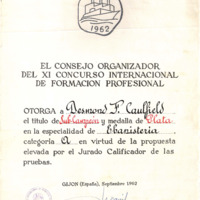 1962
EL CONSEJO ORGANIZADOR
DEL XI CONCURSO INTERNACIONAL
DE FORMACION PROFESIONAL
OTORGA a Desmond F. Caulfield
el título de Subcampeón y medalla de Plata
en la especialidad de Ebanistería
categoría A en virtud de la propuesta
elevada por el Jurado Calificador de las
pruebas.
GIJON (España), Septiembre 1962